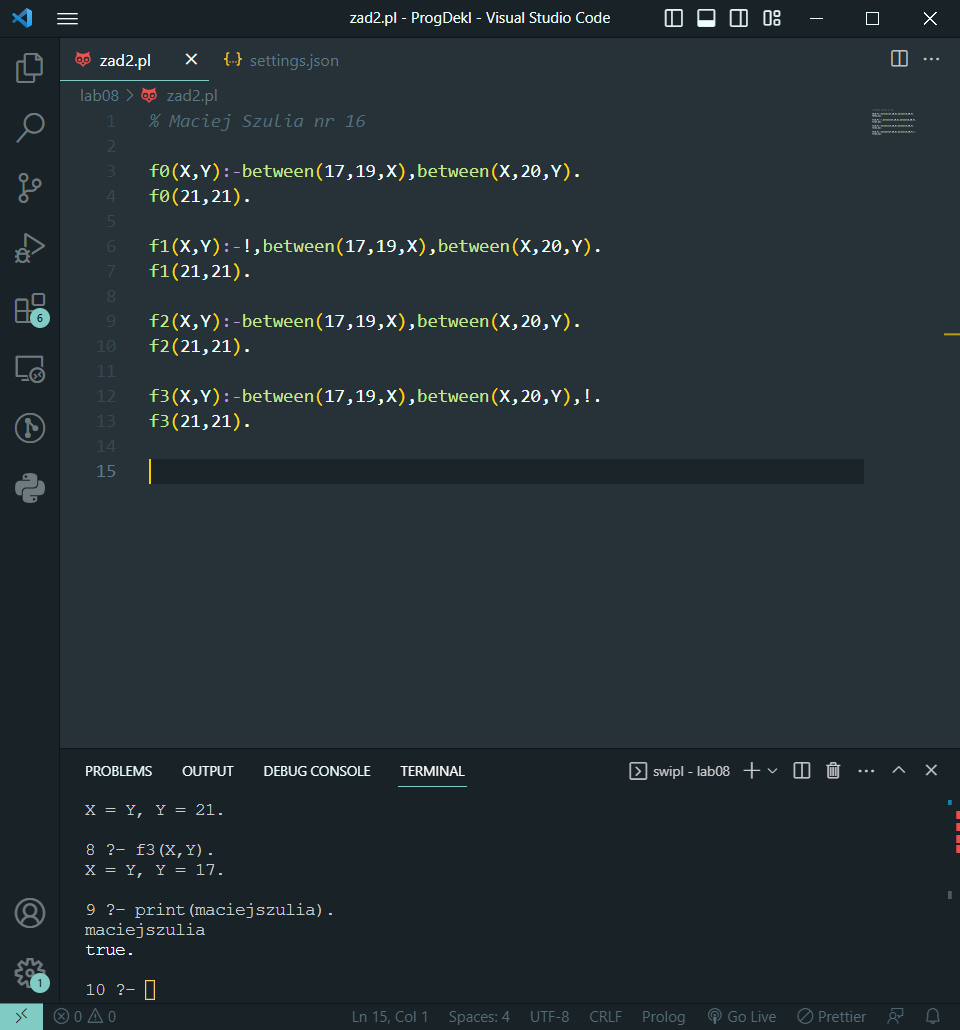 zad2.pl - ProgDekl - Visual Studio Code
zad2.pl
{..} settings.json
lab08 > zad2.pl
1 % Maciej Szulia nr 16
2
3 f0(X,Y):-between(17,19,X),between(X,20,Y).
4 f0(21,21).
5
6 f1(X,Y):-!,between(17,19,X),between(X,20,Y).
7 f1(21,21).
8
9 f2(X,Y):-between(17,19,X),between(X,20,Y).
10 f2(21,21).
11
12 f3(X,Y):-between(17,19,X),between(X,20,Y),!.
13 f3(21,21).
14
15
6
PROBLEMS OUTPUT DEBUG CONSOLE TERMINAL swipl - lab08
X = Y, Y = 21.
8 ?- f3(X,Y).
X = Y, Y = 17.
9 ?- print(maciejszulia).
maciejszulia
true.
10 ?-
1
0 0 Ln 15, Col 1 Spaces: 4 UTF-8 CRLF Prolog Go Live Prettier